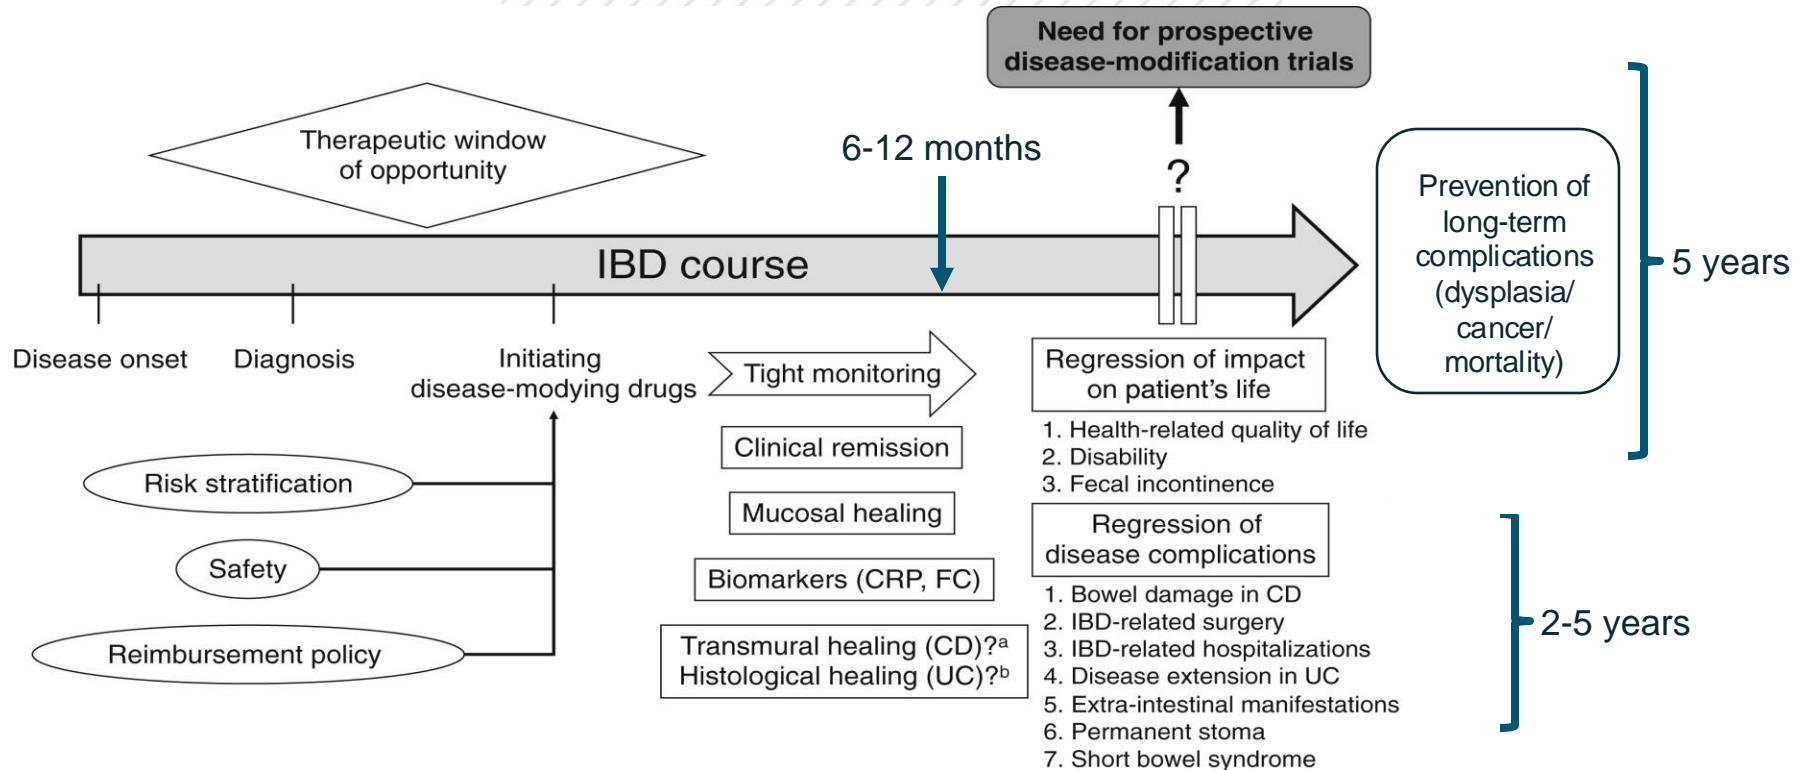 Need for prospective
disease-modification trials
Therapeutic window
of opportunity
6-12 months
?
Prevention of
long-term
complications
(dysplasia/
cancer/
mortality)
5 years
IBD course
Disease onset
Diagnosis
Initiating
disease-modying drugs
Tight monitoring
Regression of impact
on patient's life
1. Health-related quality of life
2. Disability
3. Fecal incontinence
Clinical remission
Risk stratification
Mucosal healing
Regression of
disease complications
Safety
Biomarkers (CRP, FC)
1. Bowel damage in CD
2. IBD-related surgery
3. IBD-related hospitalizations
4. Disease extension in UC
5. Extra-intestinal manifestations
6. Permanent stoma
7. Short bowel syndrome
2-5 years
Reimbursement policy
Transmural healing (CD)?ᵃ
Histological healing (UC)?ᵇ